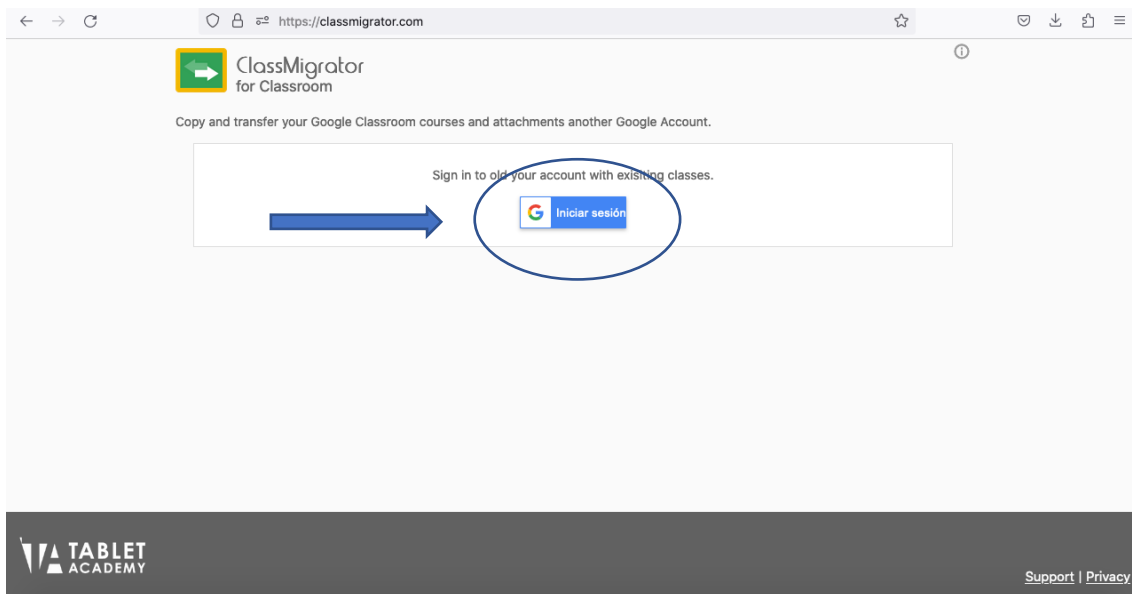 https://classmigrator.com
ClassMigrator
for Classroom
Copy and transfer your Google Classroom courses and attachments another Google Account.
Sign in to old your account with exisiting classes.
G Iniciar sesión
TABLET
ACADEMY
Support | Privacy